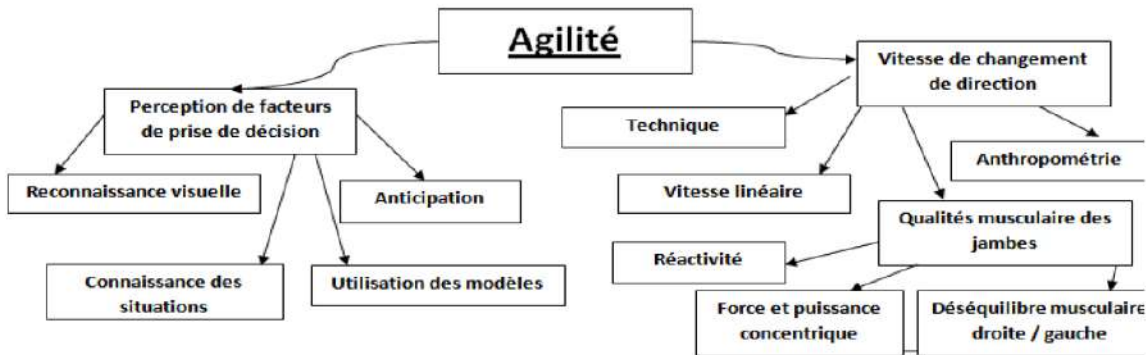 Agilité
Vitesse de changement
de direction
Perception de facteurs
de prise de décision
Technique
Anthropométrie
Reconnaissance visuelle
Anticipation
Vitesse linéaire
Qualités musculaire des
jambes
Réactivité
Connaissance des
situations
Utilisation des modèles
Force et puissance
concentrique
Déséquilibre musculaire
droite / gauche